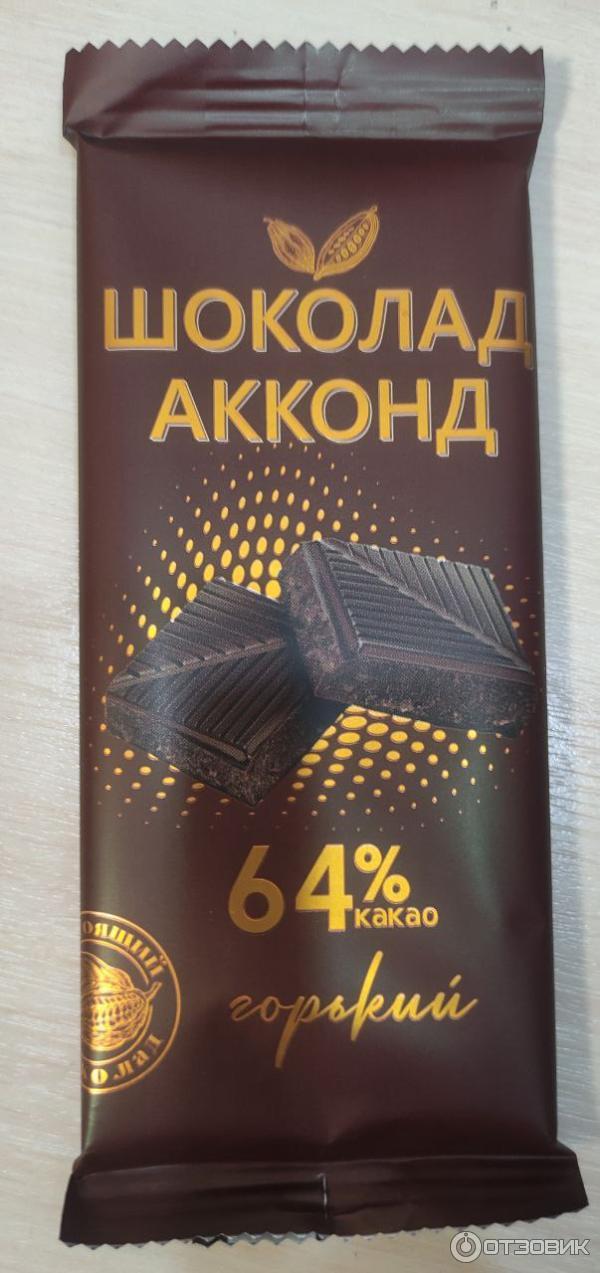 ШОКОЛАД
АККОНД
64%
какао
горький
ОТЗОВИК